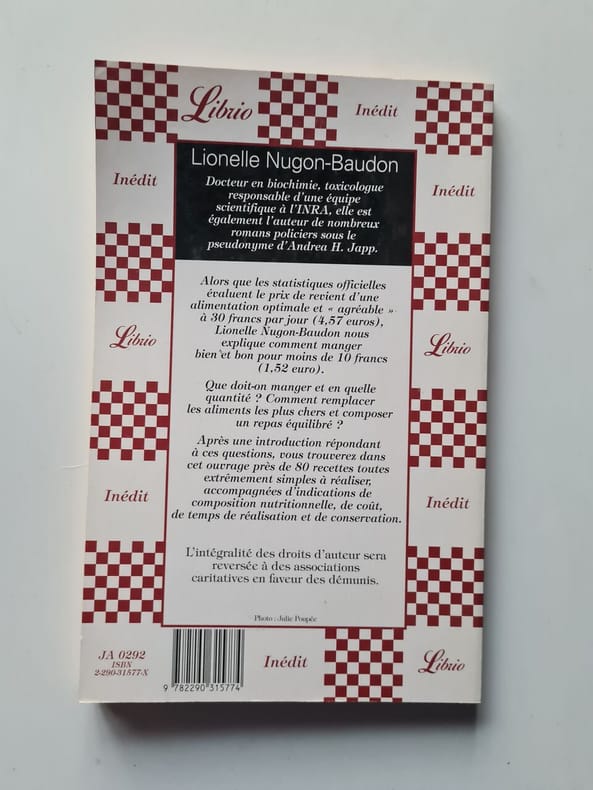 Librio
Inédit
Lionelle Nugon-Baudon
Inédit
Inédit
Docteur en biochimie, toxicologue
responsable d'une équipe
scientifique à l'INRA, elle est
également l'auteur de nombreux
romans policiers sous le
pseudonyme d'Andrea H. Japp.
Alors que les statistiques officielles
évaluent le prix de revient d'une
alimentation optimale et « agréable »
à 30 francs par jour (4,57 euros),
Lionelle Nugon-Baudon nous
explique comment manger
bien et bon pour moins de 10 francs
(1,52 euro).
Librio
Librio
Que doit-on manger et en quelle
quantité ? Comment remplacer
les aliments les plus chers et composer
un repas équilibré ?
Après une introduction répondant
à ces questions, vous trouverez dans
cet ouvrage près de 80 recettes toutes
extrêmement simples à réaliser,
accompagnées d'indications de
composition nutritionnelle, de coût,
de temps de réalisation et de conservation.
Inédit
Inédit
L'intégralité des droits d'auteur sera
reversée à des associations
caritatives en faveur des démunis.
Photo : Julie Poupée
JA 0292
ISBN
2-290-31577-X
9 782290 315774
Inédit
Librio